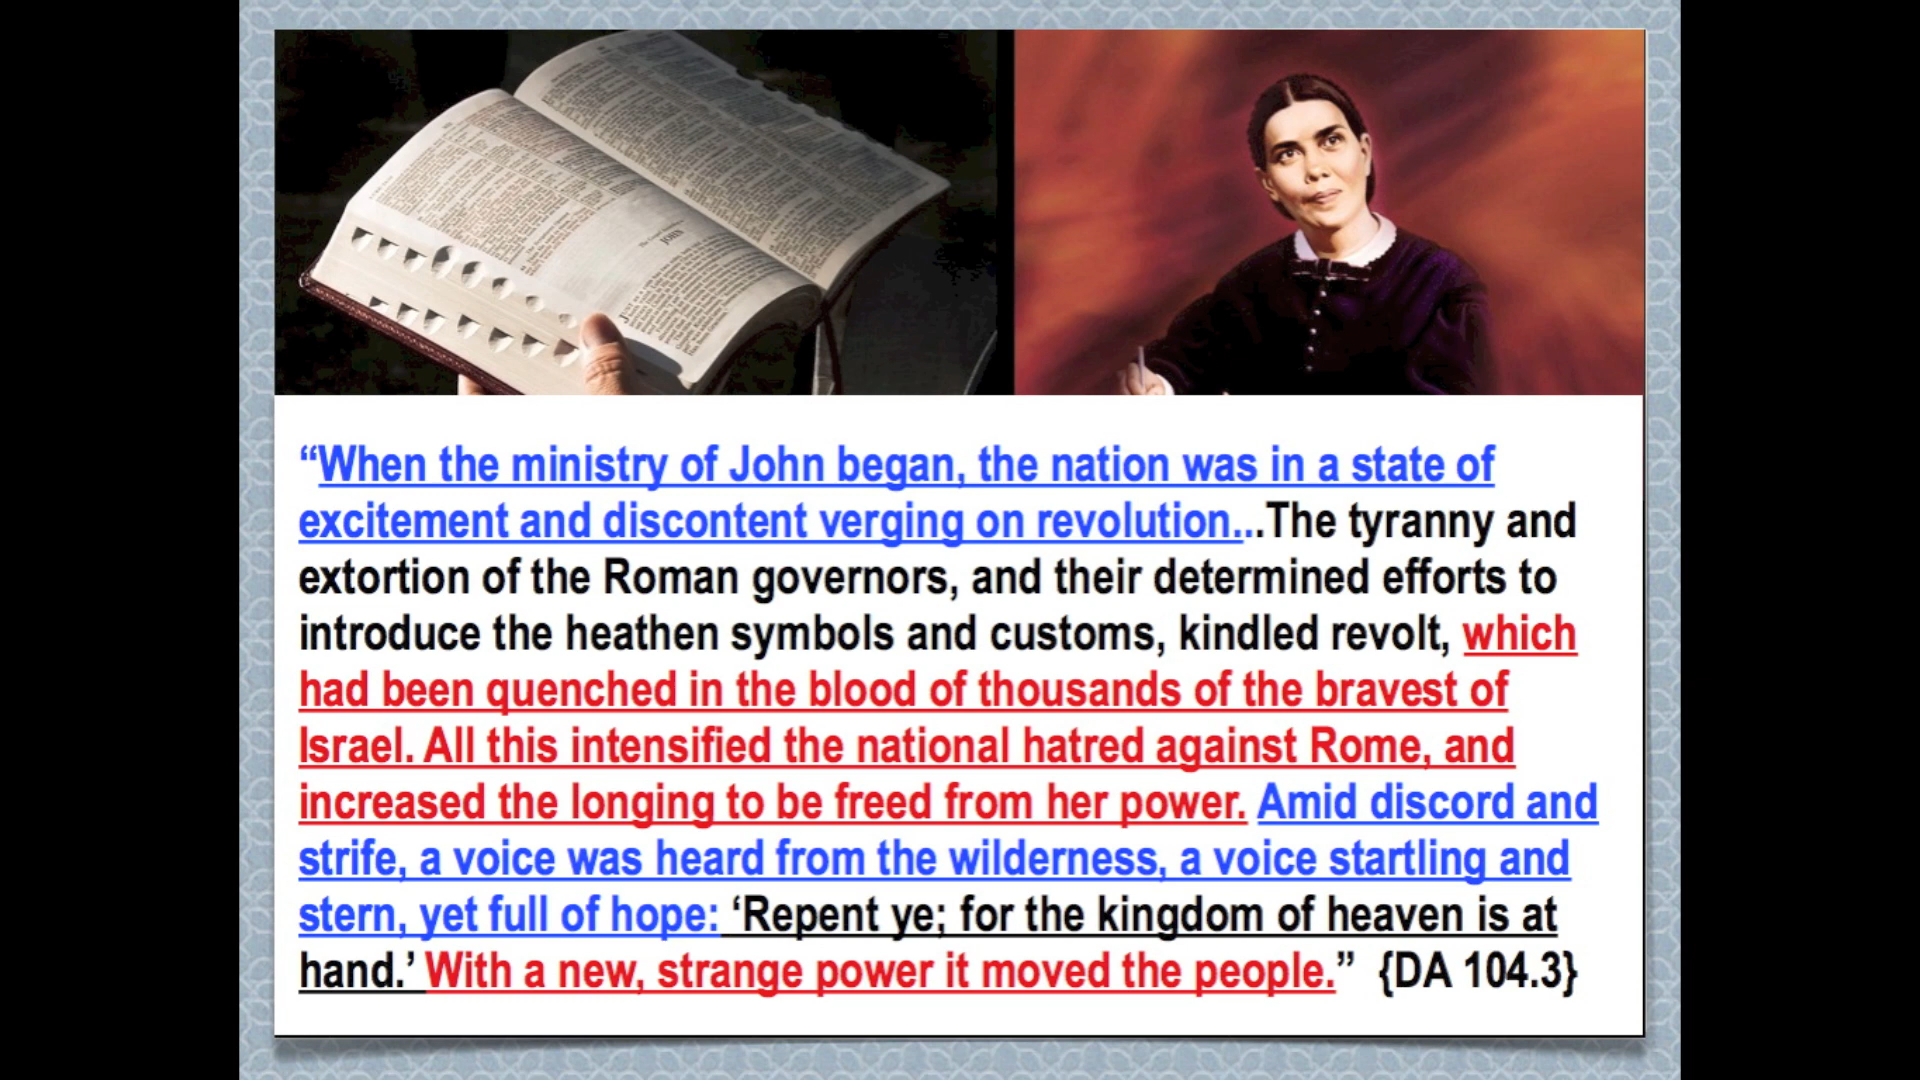 JOHN
“When the ministry of John began, the nation was in a state of
excitement and discontent verging on revolution...The tyranny and
extortion of the Roman governors, and their determined efforts to
introduce the heathen symbols and customs, kindled revolt, which
had been quenched in the blood of thousands of the bravest of
Israel. All this intensified the national hatred against Rome, and
increased the longing to be freed from her power. Amid discord and
strife, a voice was heard from the wilderness, a voice startling and
stern, yet full of hope: ‘Repent ye; for the kingdom of heaven is at
hand.’ With a new, strange power it moved the people.” {DA 104.3}